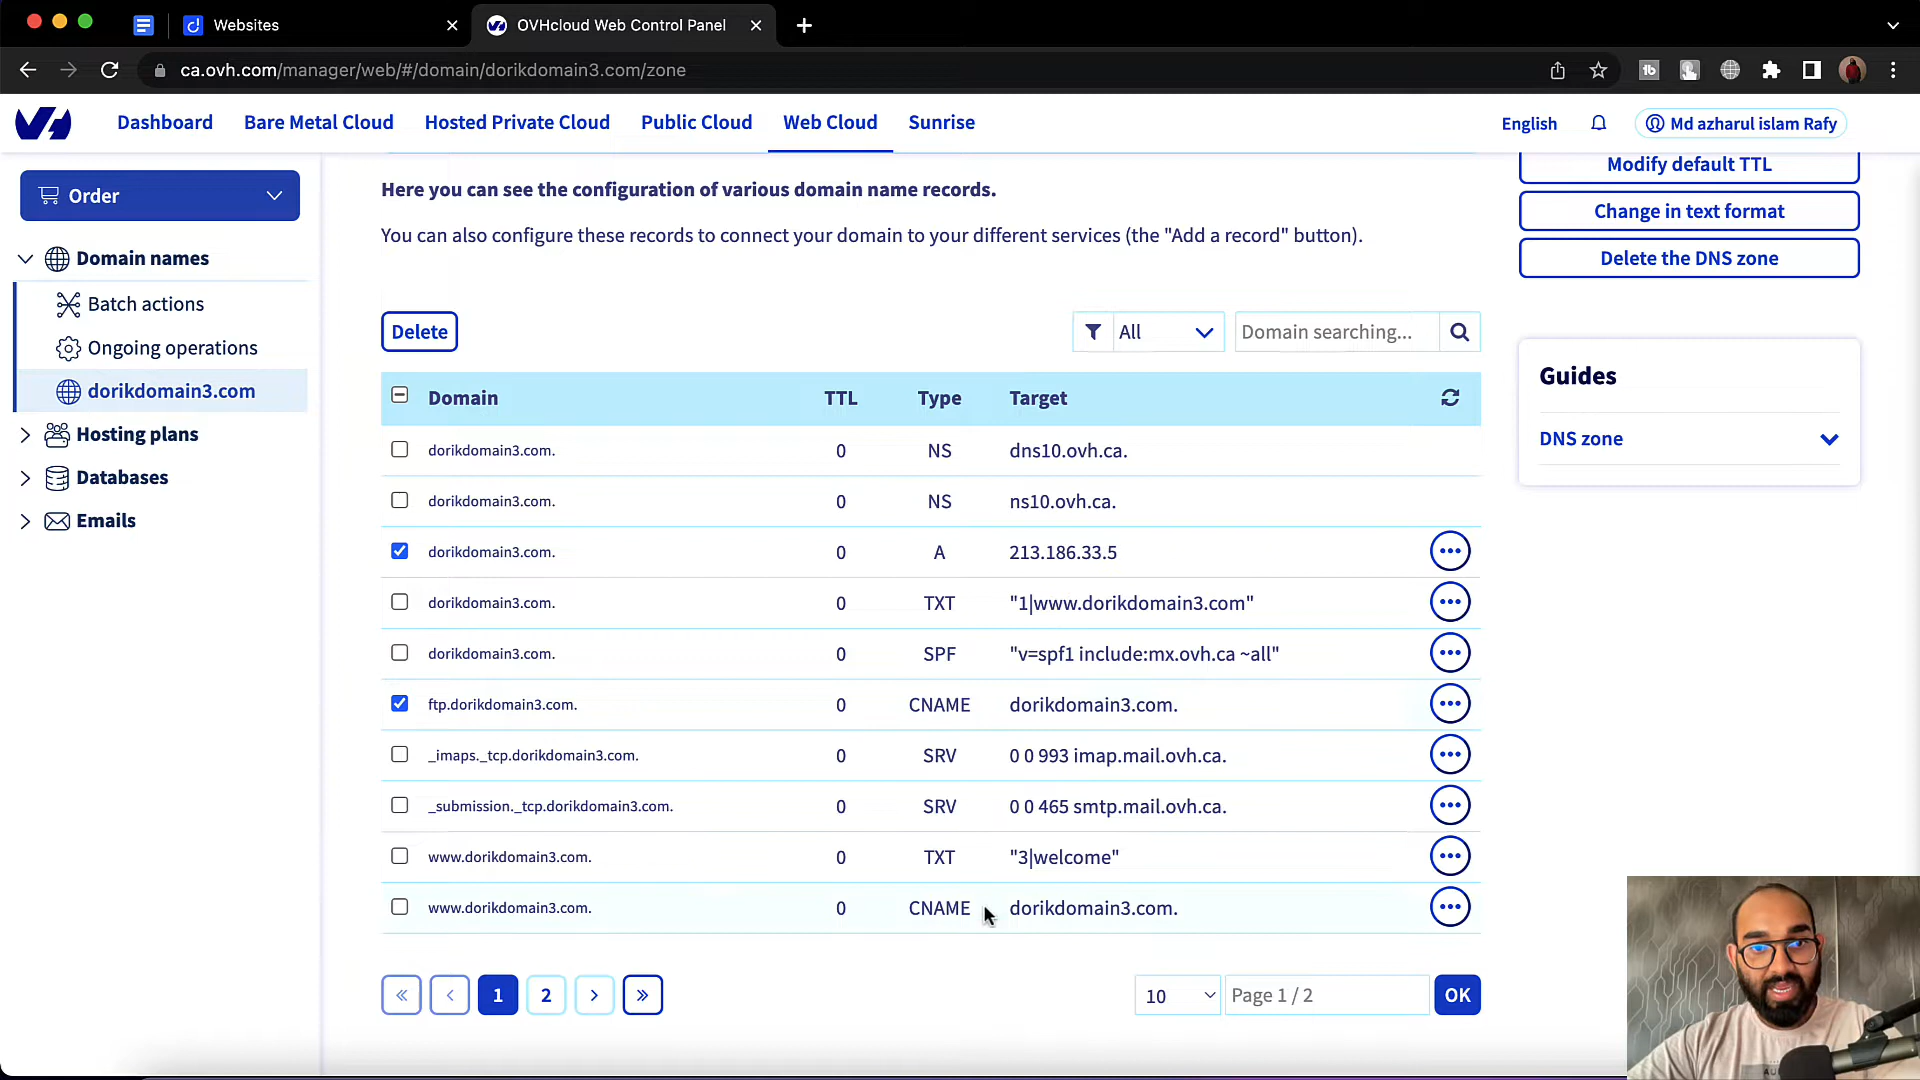 Websites
OVHcloud Web Control Panel
ca.ovh.com/manager/web/#/domain/dorikdomain3.com/zone
Dashboard
Bare Metal Cloud
Hosted Private Cloud
Public Cloud
Web Cloud
Sunrise
English
Md azharul islam Rafy
Order
Domain names
Batch actions
Ongoing operations
dorikdomain3.com
Hosting plans
Databases
Emails
Here you can see the configuration of various domain name records.
You can also configure these records to connect your domain to your different services (the "Add a record" button).
Modify default TTL
Change in text format
Delete the DNS zone
Guides
DNS zone
Delete
All
Domain searching...
Domain TTL Type Target
dorikdomain3.com. 0 NS dns10.ovh.ca.
dorikdomain3.com. 0 NS ns10.ovh.ca.
dorikdomain3.com. 0 A 213.186.33.5
dorikdomain3.com. 0 TXT "1|www.dorikdomain3.com"
dorikdomain3.com. 0 SPF "v=spf1 include:mx.ovh.ca ~all"
ftp.dorikdomain3.com. 0 CNAME dorikdomain3.com.
_imaps._tcp.dorikdomain3.com. 0 SRV 0 0 993 imap.mail.ovh.ca.
_submission._tcp.dorikdomain3.com. 0 SRV 0 0 465 smtp.mail.ovh.ca.
www.dorikdomain3.com. 0 TXT "3|welcome"
www.dorikdomain3.com. 0 CNAME dorikdomain3.com.
« ‹ 1 2 › »
10
Page 1 / 2
OK